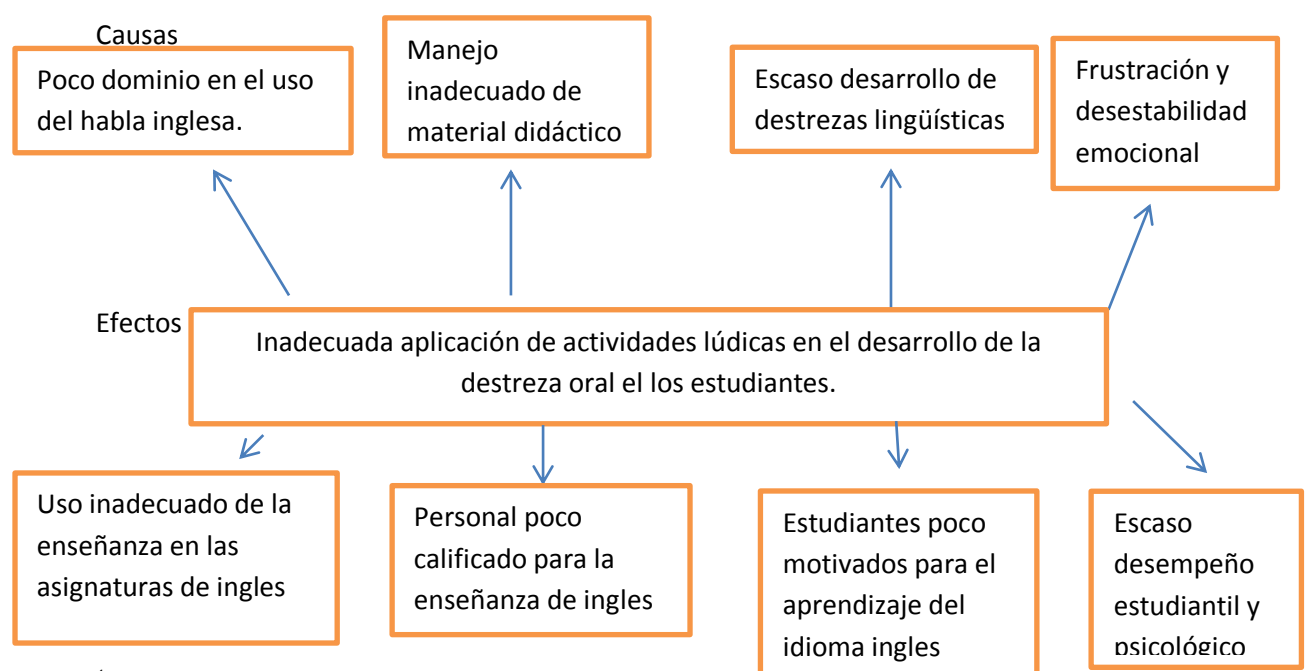 Causas
Poco dominio en el uso
del habla inglesa.
Manejo
inadecuado de
material didáctico
Escaso desarrollo de
destrezas lingüísticas
Frustración y
desestabilidad
emocional
Efectos
Inadecuada aplicación de actividades lúdicas en el desarrollo de la
destreza oral el los estudiantes.
Uso inadecuado de la
enseñanza en las
asignaturas de ingles
Personal poco
calificado para la
enseñanza de ingles
Estudiantes poco
motivados para el
aprendizaje del
idioma ingles
Escaso
desempeño
estudiantil y
psicológico